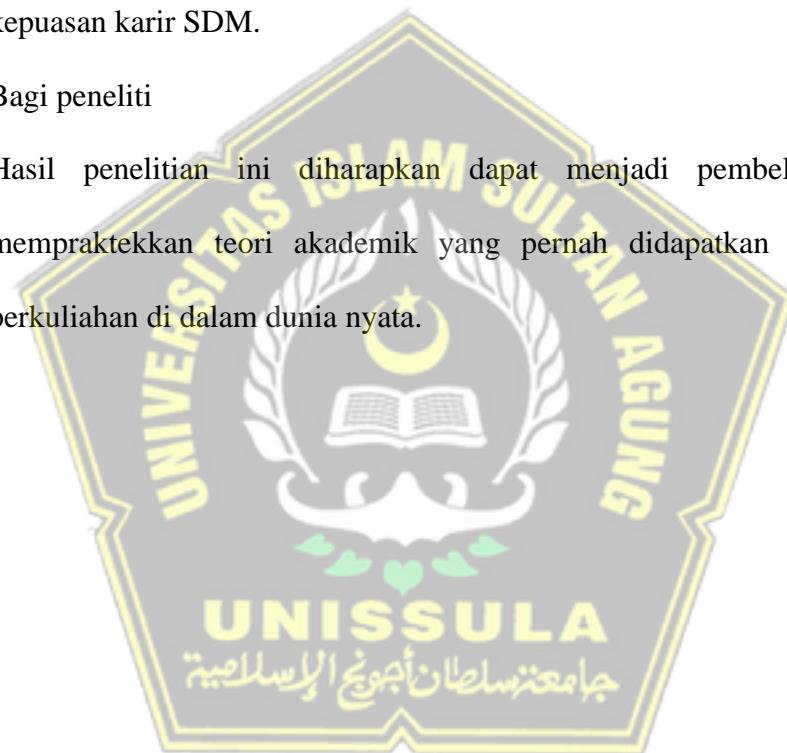 kepuasan karir SDM.
Bagi peneliti
Hasil penelitian ini diharapkan dapat menjadi
mempraktekkan teori akademik yang pernah didapatkan
perkuliahan di dalam dunia nyata.
UNIVERSITAS ISLAM SULTAN AGUNG
UNISSULA
جامعة سلطان أجونج الإسلامية